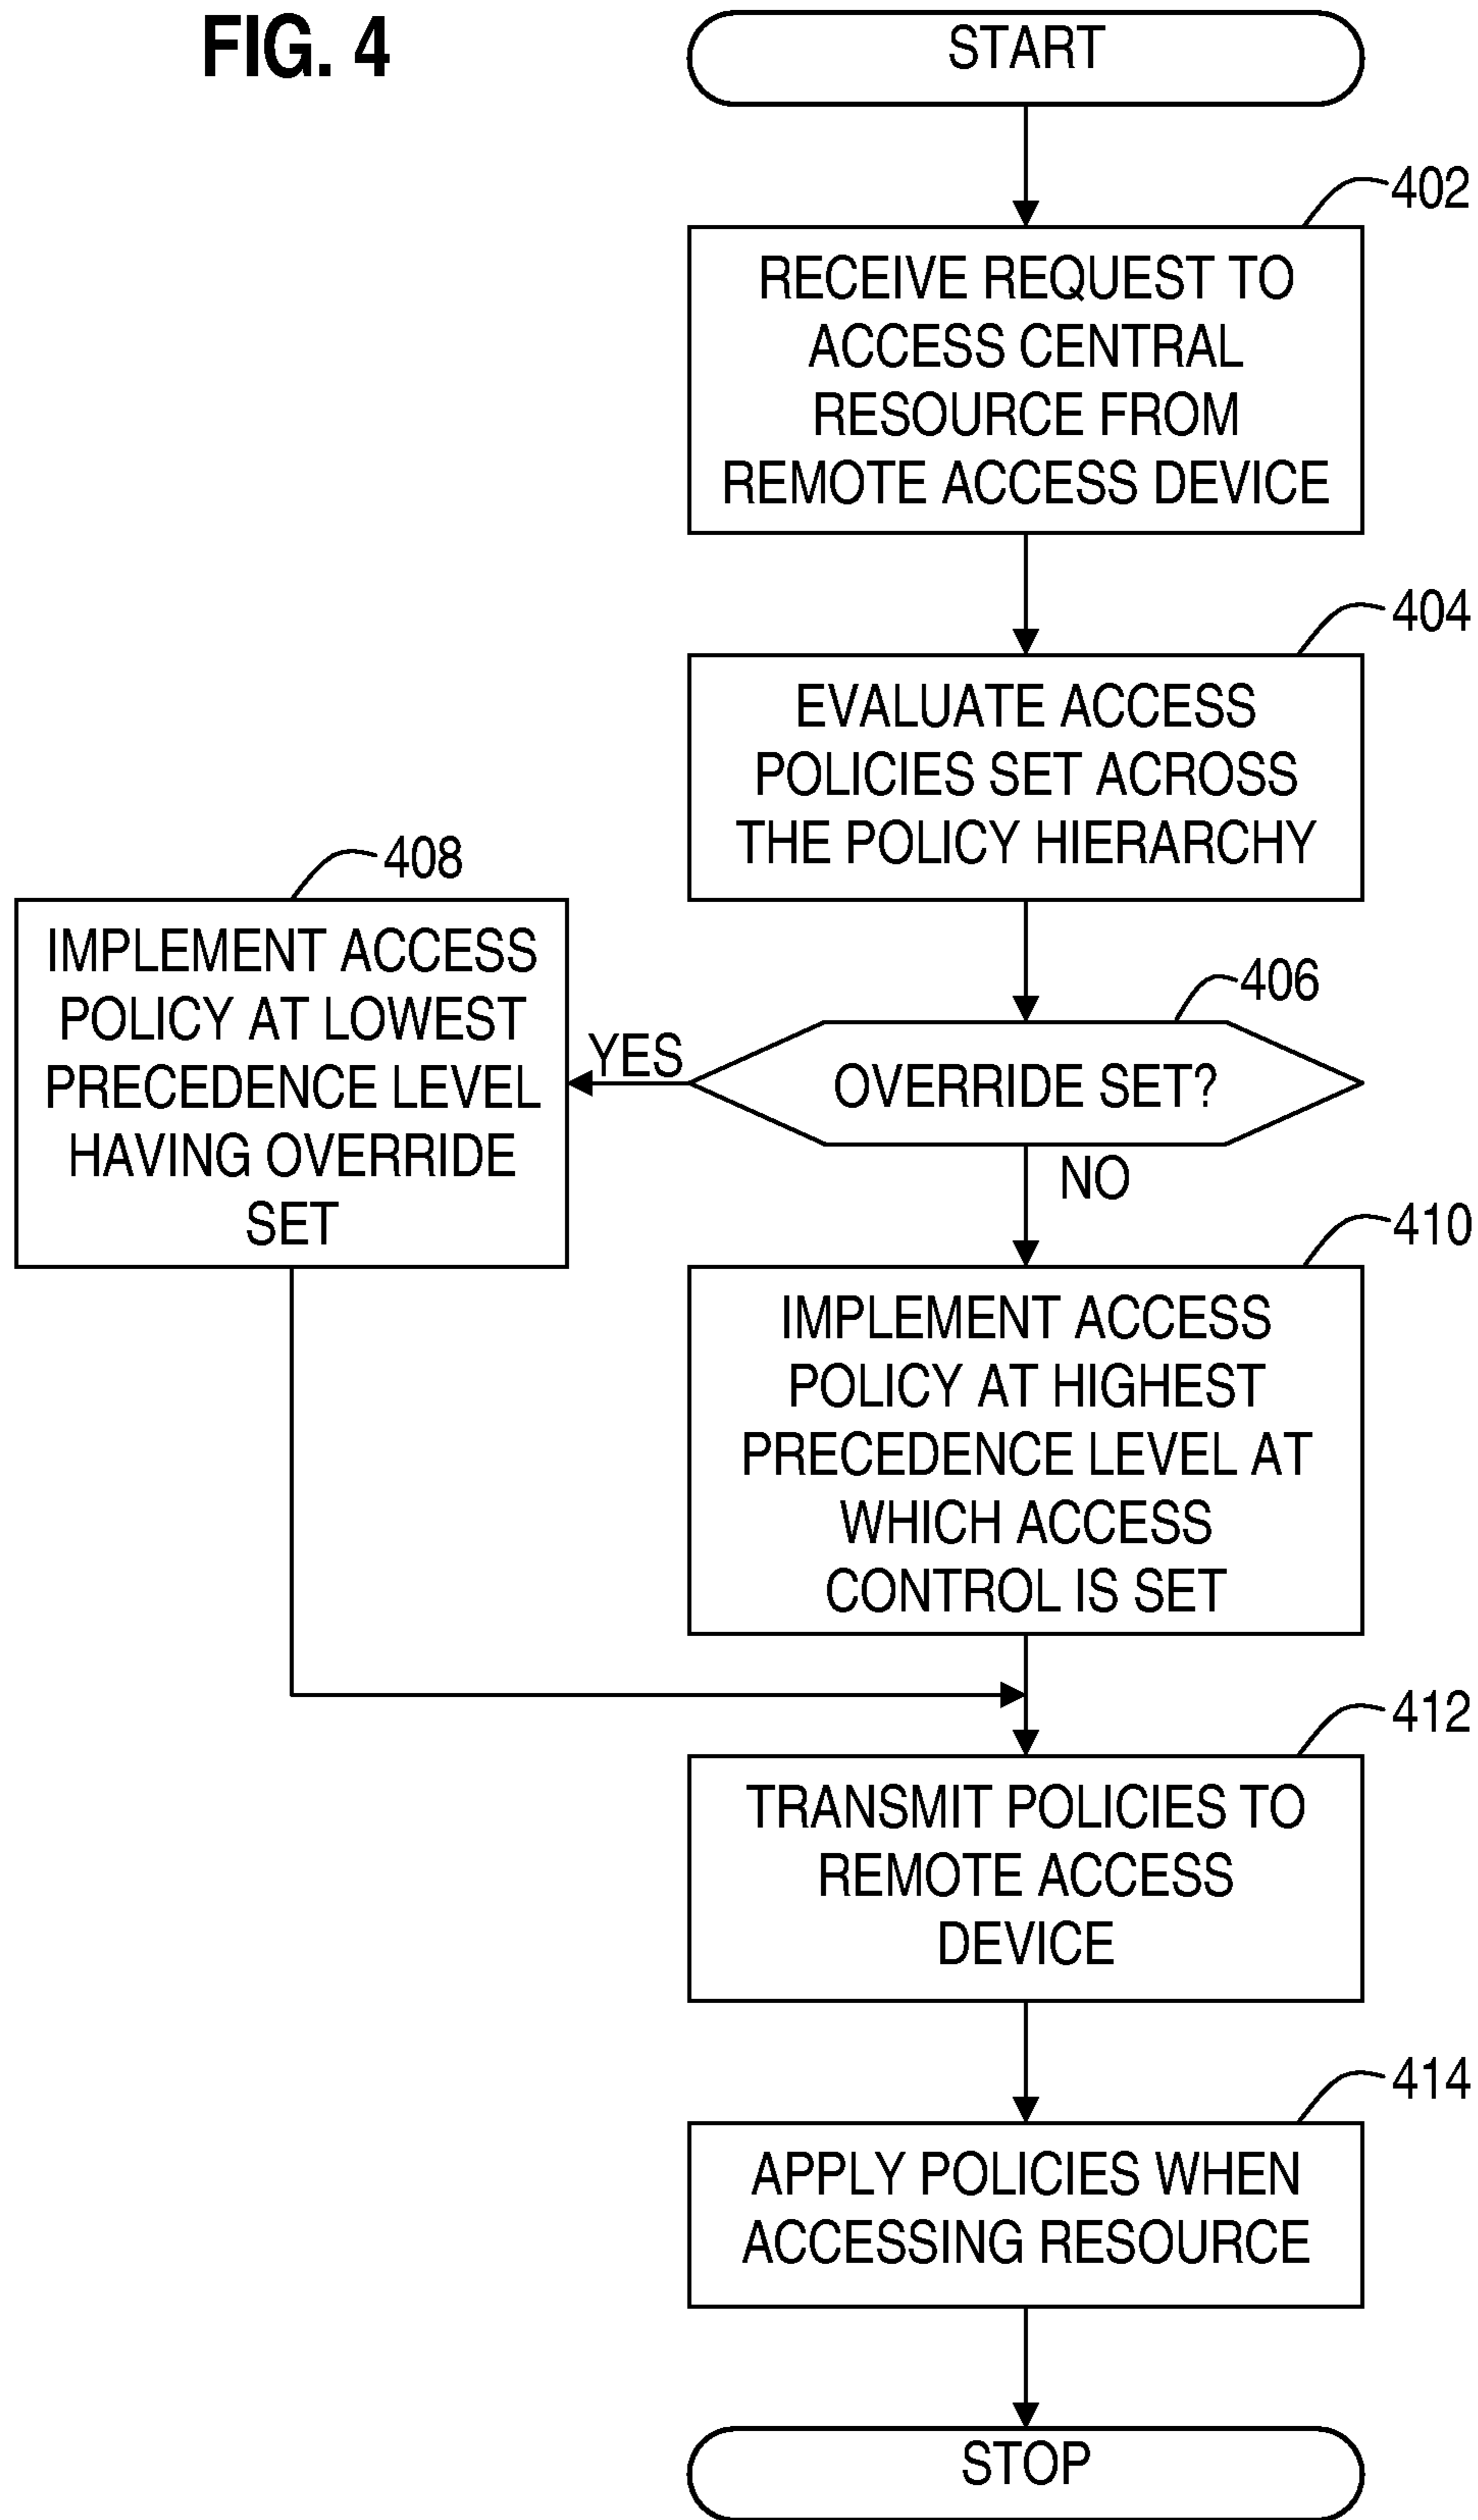 FIG. 4
START
402
RECEIVE REQUEST TO
ACCESS CENTRAL
RESOURCE FROM
REMOTE ACCESS DEVICE
404
EVALUATE ACCESS
POLICIES SET ACROSS
THE POLICY HIERARCHY
406
OVERRIDE SET?
YES
408
IMPLEMENT ACCESS
POLICY AT LOWEST
PRECEDENCE LEVEL
HAVING OVERRIDE
SET
NO
410
IMPLEMENT ACCESS
POLICY AT HIGHEST
PRECEDENCE LEVEL AT
WHICH ACCESS
CONTROL IS SET
412
TRANSMIT POLICIES TO
REMOTE ACCESS
DEVICE
414
APPLY POLICIES WHEN
ACCESSING RESOURCE
STOP